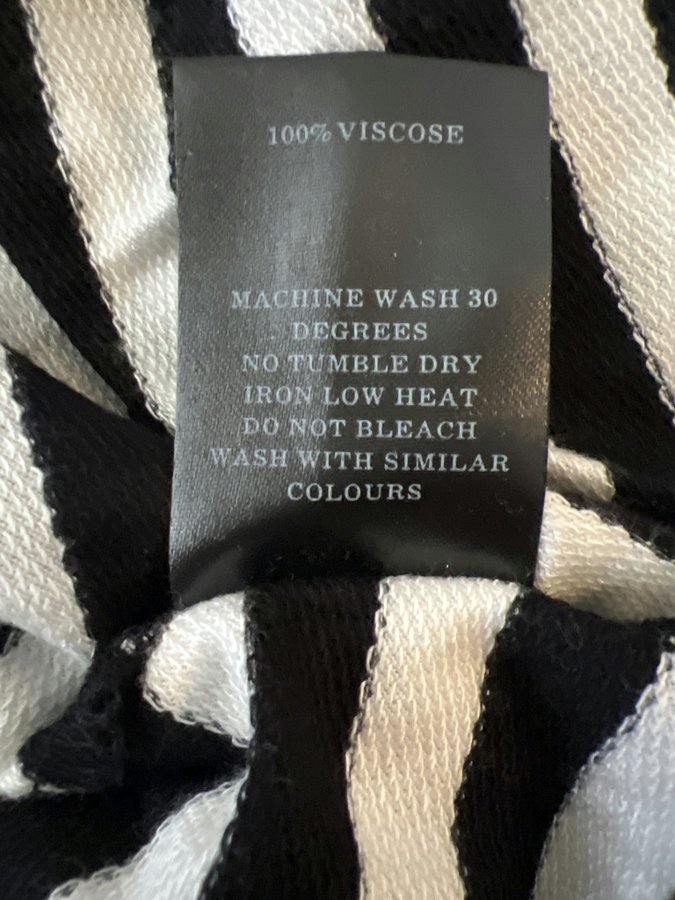 100% VISCOSE
MACHINE WASH 30
DEGREES
NO TUMBLE DRY
IRON LOW HEAT
DO NOT BLEACH
WASH WITH SIMILAR
COLOURS